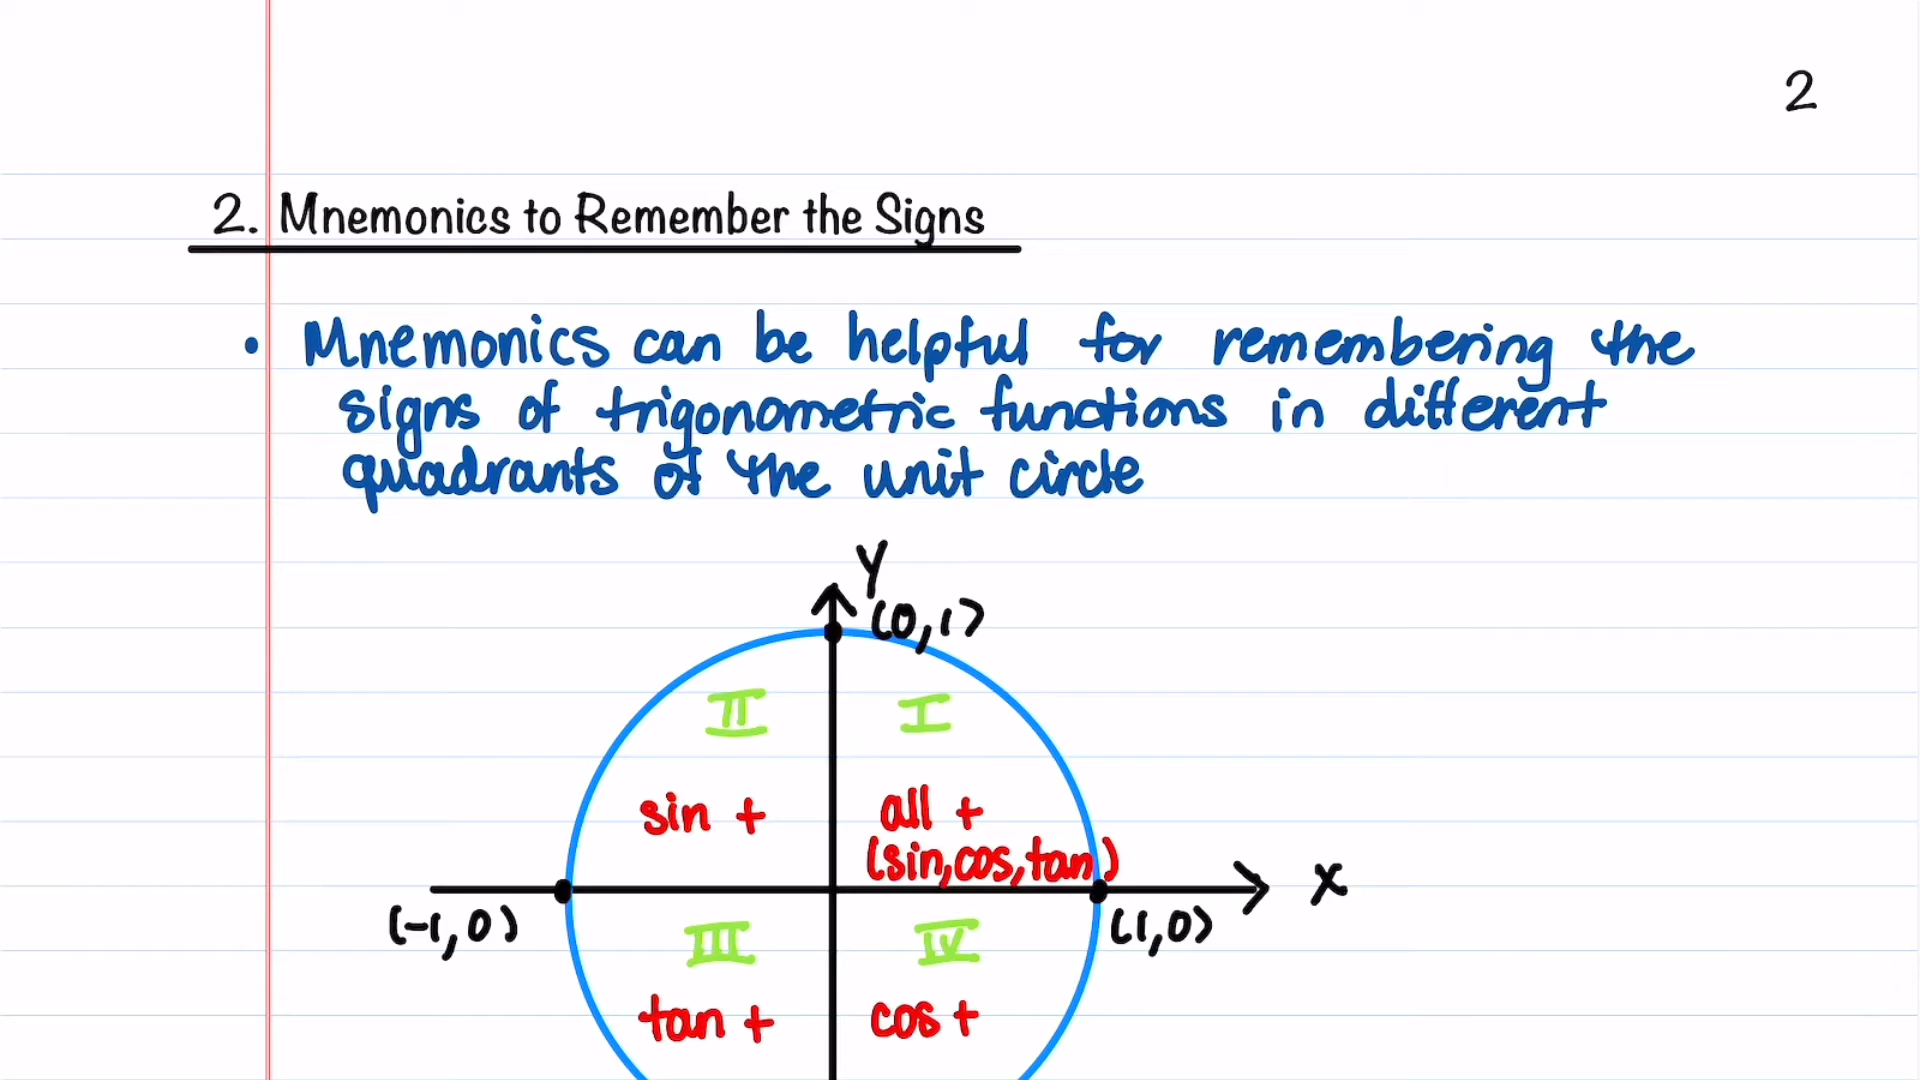 2
2. Mnemonics to Remember the Signs
• Mnemonics can be helpful for remembering the
signs of trigonometric functions in different
quadrants of the unit circle
y
(0,1)
II I
sin + all +
(sin,cos,tan)
x
(-1,0) (1,0)
III IV
tan + cos +